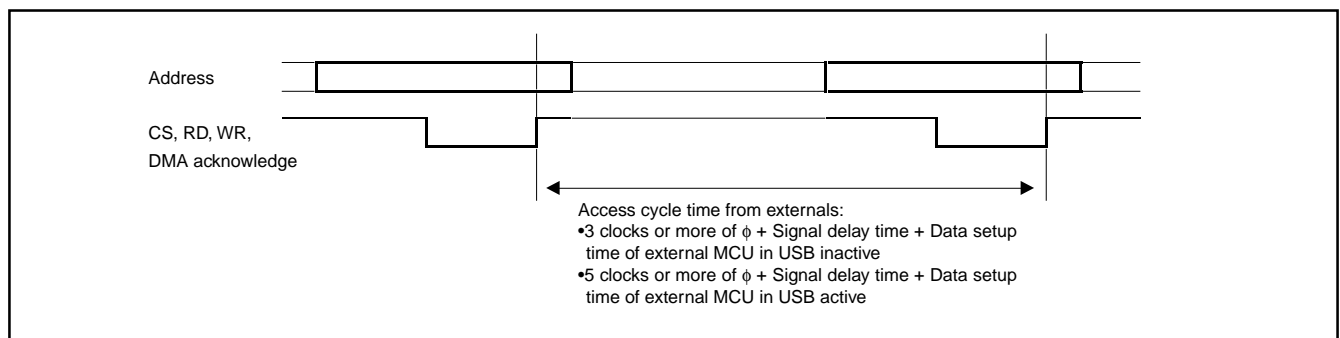 Address
CS, RD, WR,
DMA acknowledge
Access cycle time from externals:
•3 clocks or more of φ + Signal delay time + Data setup
time of external MCU in USB inactive
•5 clocks or more of φ + Signal delay time + Data setup
time of external MCU in USB active